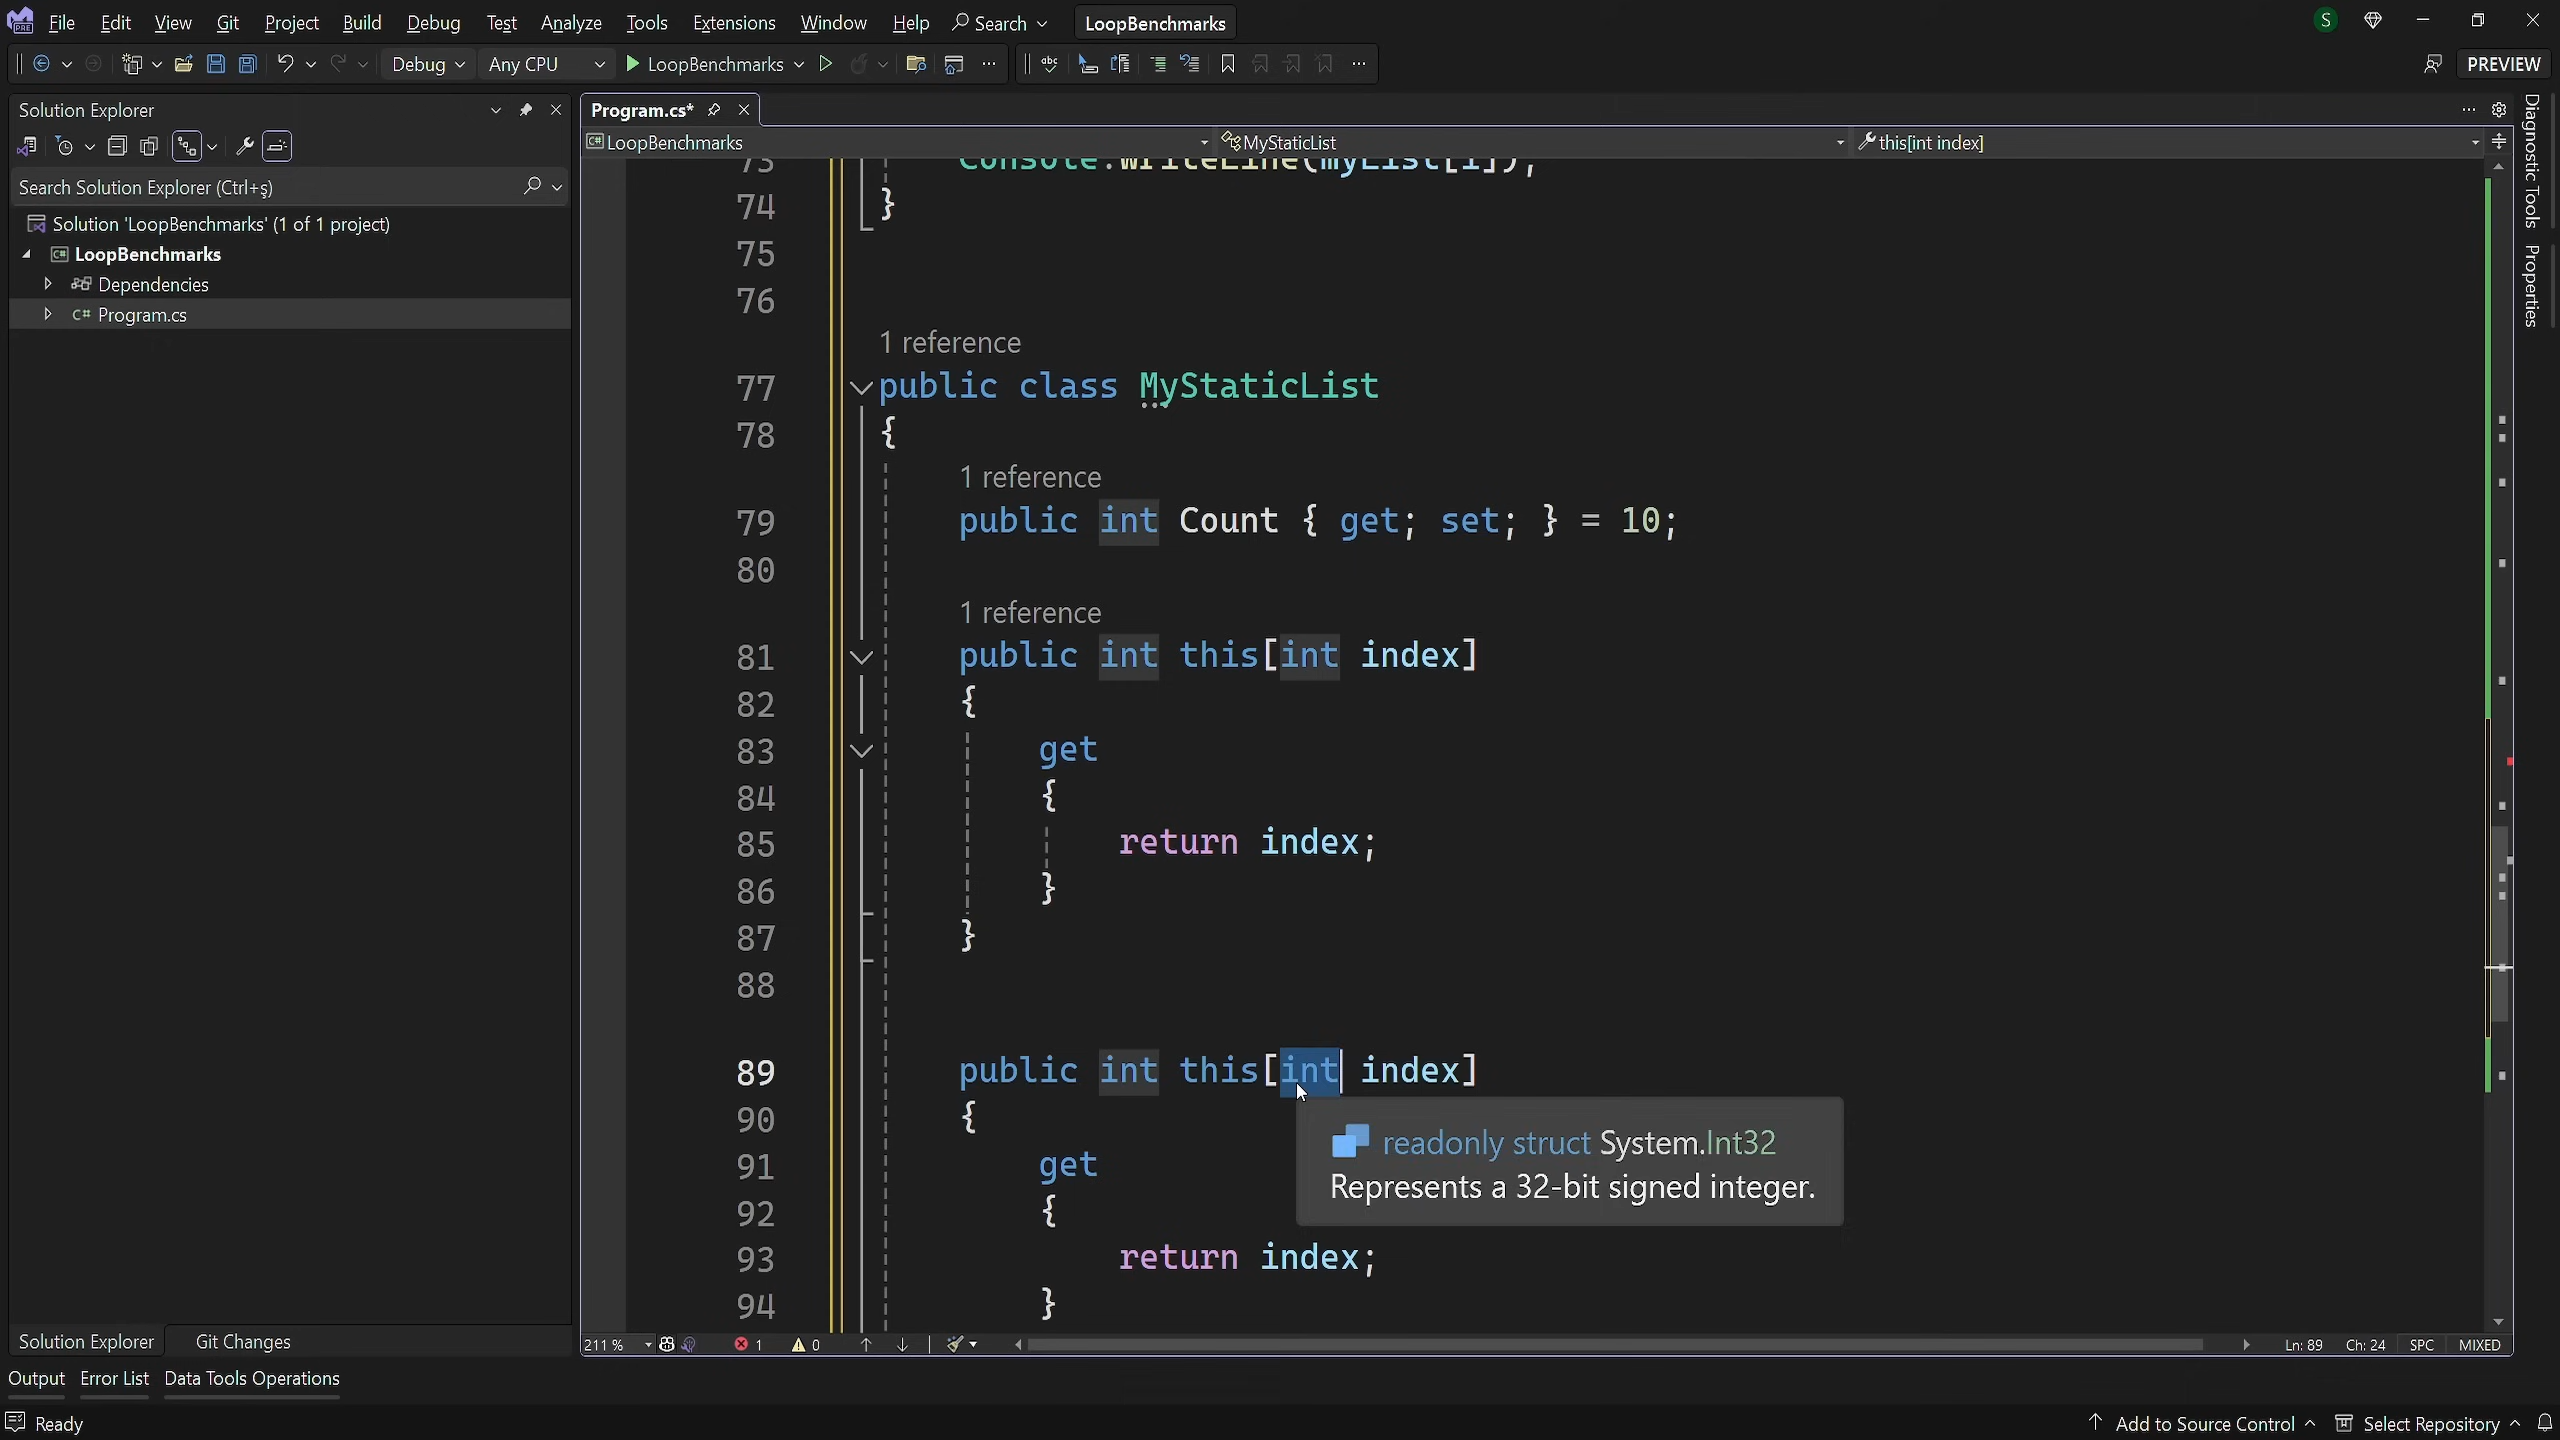 File Edit View Git Project Build Debug Test Analyze Tools Extensions Window Help Search LoopBenchmarks S
Debug Any CPU LoopBenchmarks PREVIEW
Solution Explorer
Search Solution Explorer (Ctrl+ş)
Solution 'LoopBenchmarks' (1 of 1 project)
LoopBenchmarks
Dependencies
C# Program.cs
Solution Explorer Git Changes
Program.cs*
C# LoopBenchmarks MyStaticList this[int index]
73 Console.WriteLine(myList[i]);
74 }
75
76
1 reference
77 public class MyStaticList
78 {
1 reference
79 public int Count { get; set; } = 10;
80
1 reference
81 public int this[int index]
82 {
83 get
84 {
85 return index;
86 }
87 }
88
89 public int this[int index]
90 {
91 get
92 {
93 return index;
94 }
readonly struct System.Int32
Represents a 32-bit signed integer.
211 % 1 0 Ln: 89 Ch: 24 SPC MIXED
Diagnostic Tools
Properties
Output Error List Data Tools Operations
Ready Add to Source Control Select Repository